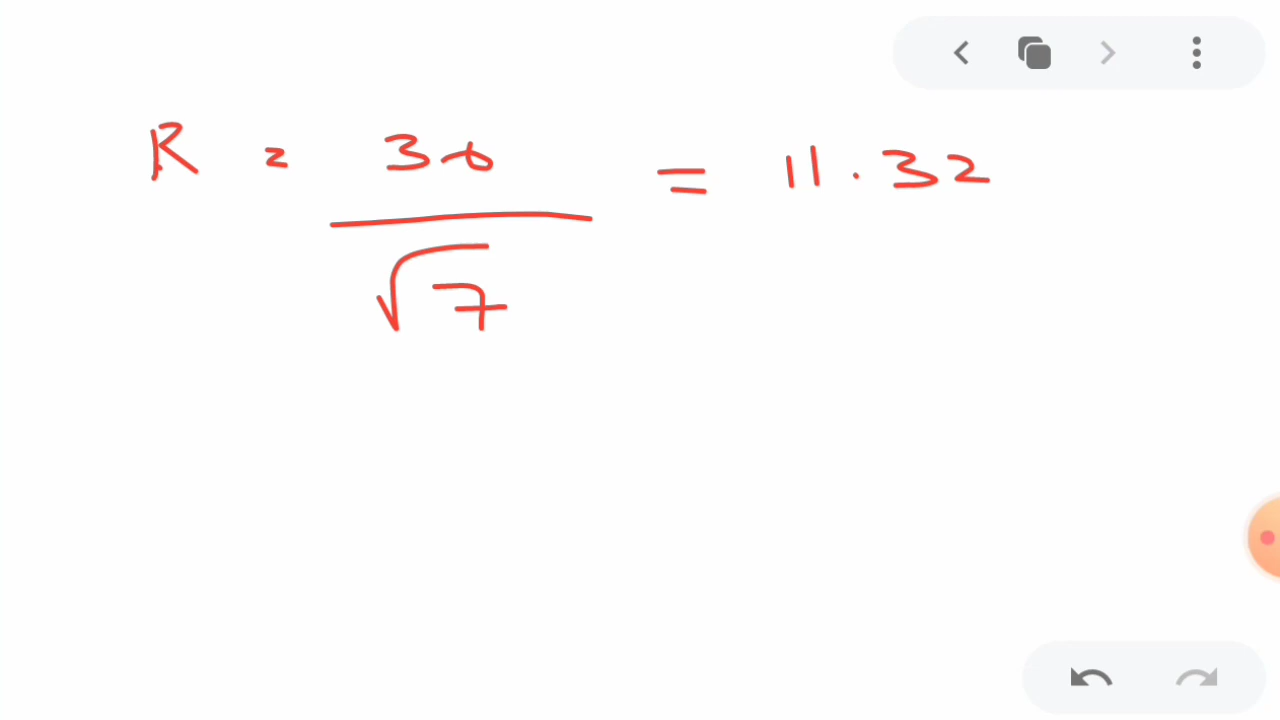 R = 30/√7 = 11.32